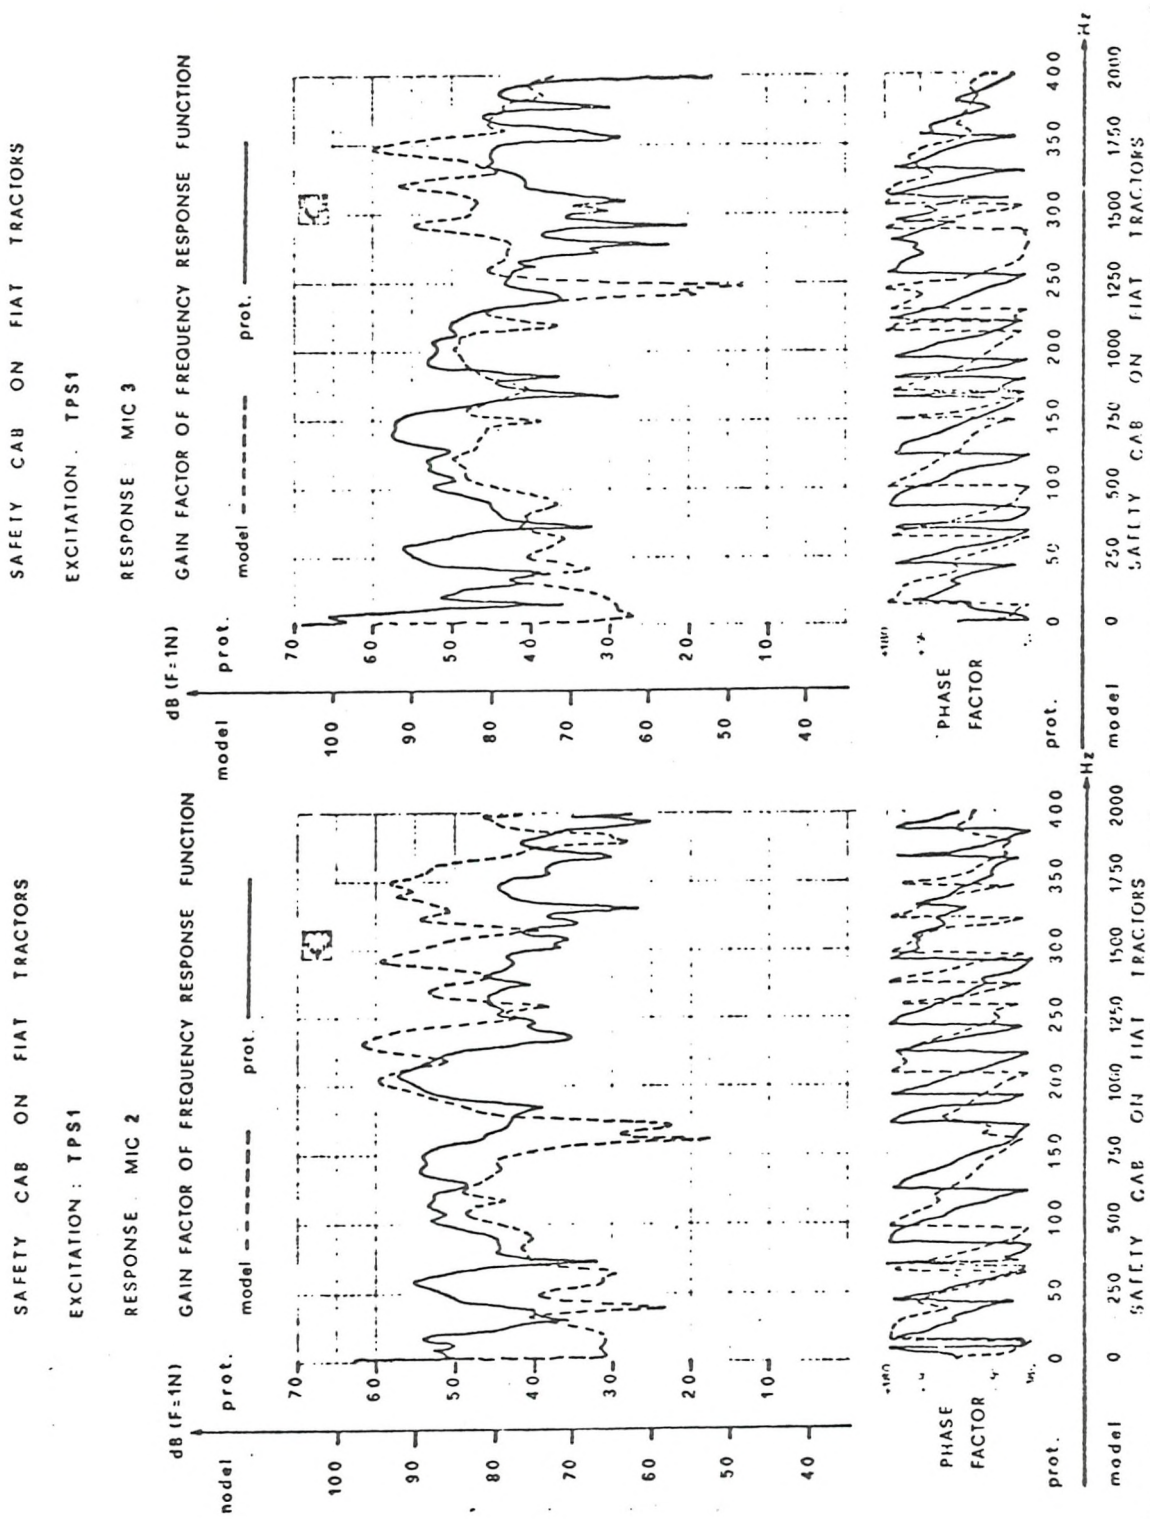 SAFETY CAB ON FIAT TRACTORS
EXCITATION : TPS1
RESPONSE MIC 2
GAIN FACTOR OF FREQUENCY RESPONSE FUNCTION
model prot.
dB (F=1N)
model prot.
100
90
80
70
60
70
60
50
40
30
20
10
PHASE FACTOR
+180
prot.
0 50 100 150 200 250 300 350 400
Hz
model
0 250 500 750 1000 1250 1500 1750 2000
SAFETY CAB ON FIAT TRACTORS
SAFETY CAB ON FIAT TRACTORS
EXCITATION . TPS1
RESPONSE MIC 3
GAIN FACTOR OF FREQUENCY RESPONSE FUNCTION
model prot.
dB (F=1N)
model prot.
100
90
80
70
60
70
60
50
40
30
20
10
PHASE FACTOR
+180
prot.
0 50 100 150 200 250 300 350 400
Hz
model
0 250 500 750 1000 1250 1500 1750 2000
SAFETY CAB ON FIAT TRACTORS